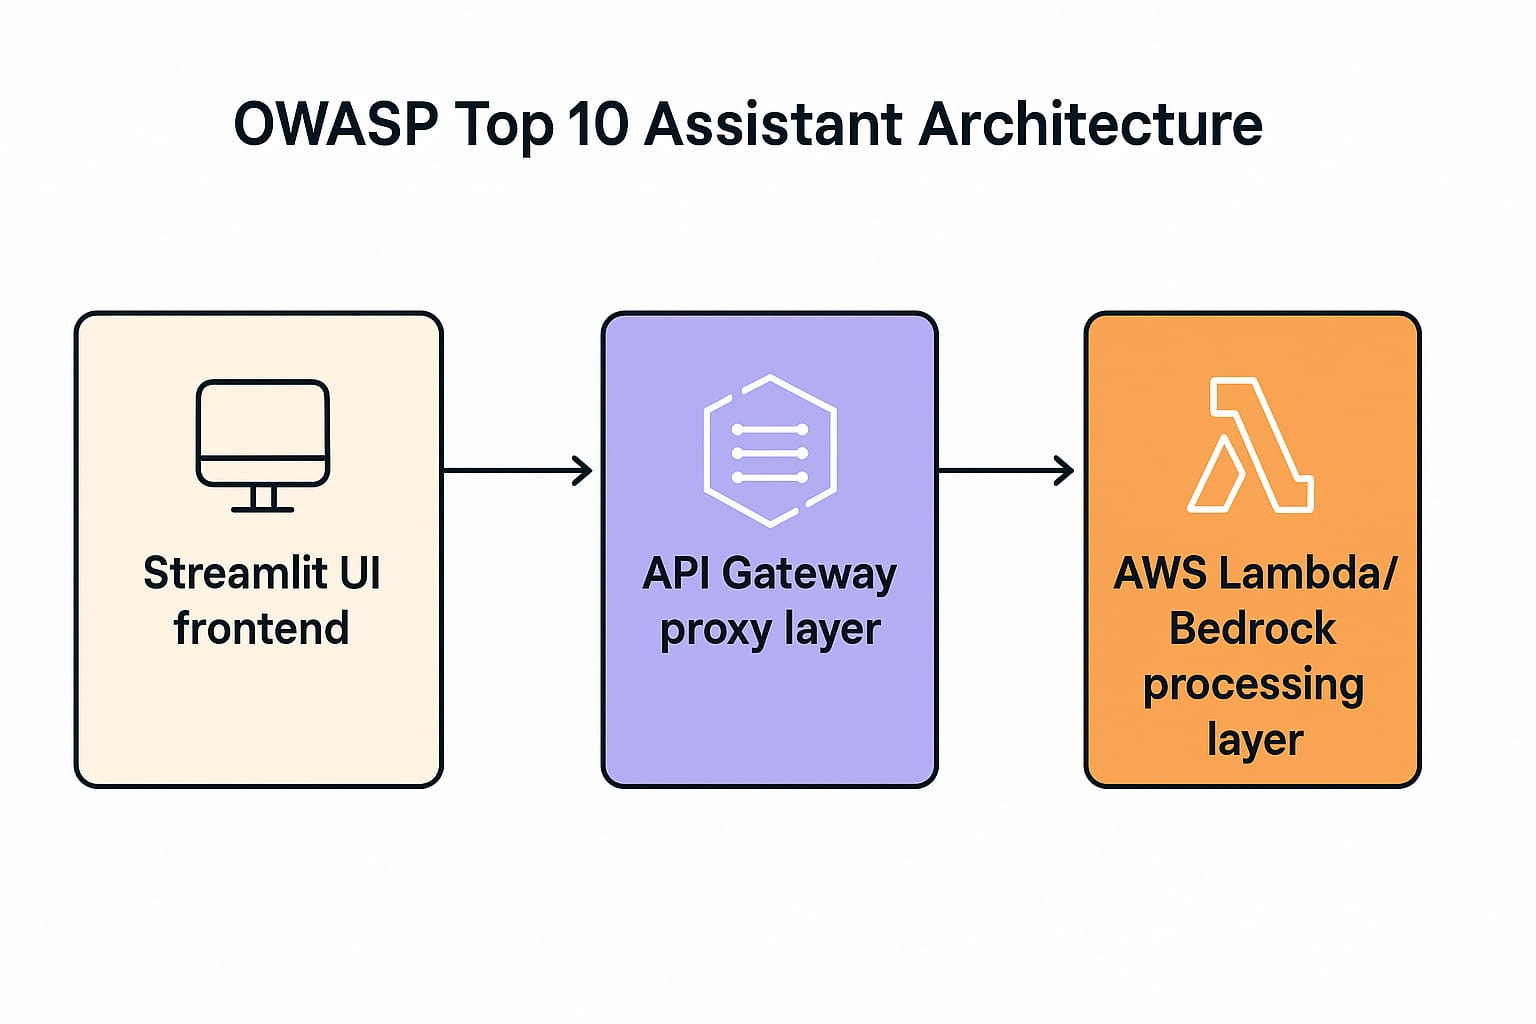 OWASP Top 10 Assistant Architecture
Streamlit UI
frontend
API Gateway
proxy layer
AWS Lambda/
Bedrock
processing
layer